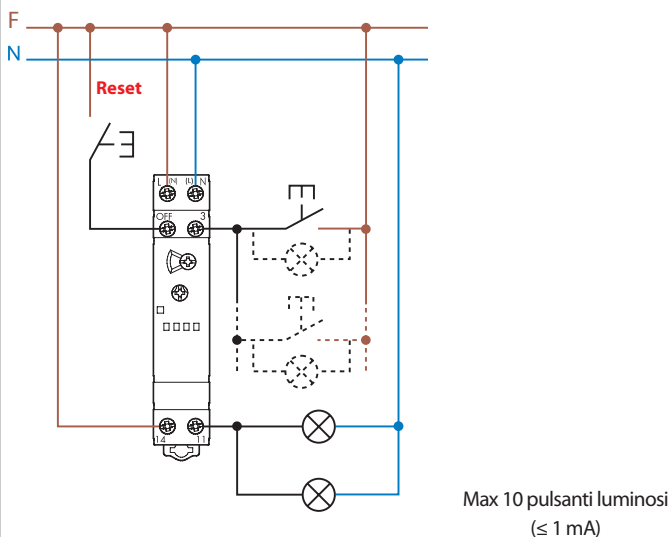 F
N
Reset
L (N) (L) N
OFF 3
14 11
Max 10 pulsanti luminosi
(≤ 1 mA)